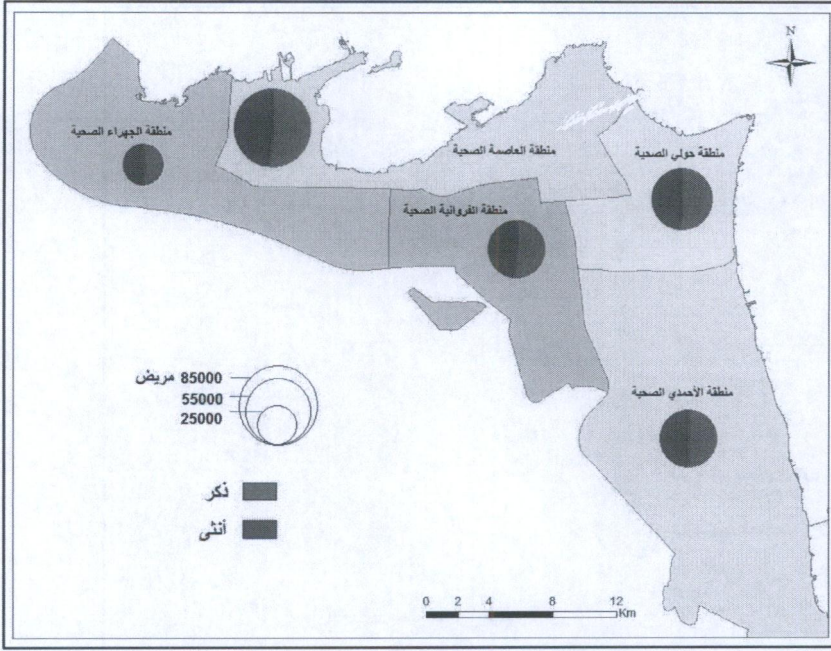 N
منطقة الجهراء الصحية
منطقة العاصمة الصحية
منطقة حولي الصحية
منطقة الفروانية الصحية
منطقة الأحمدي الصحية
85000 مريض
55000
25000
ذكر
أنثى
0 2 4 8 12
Km